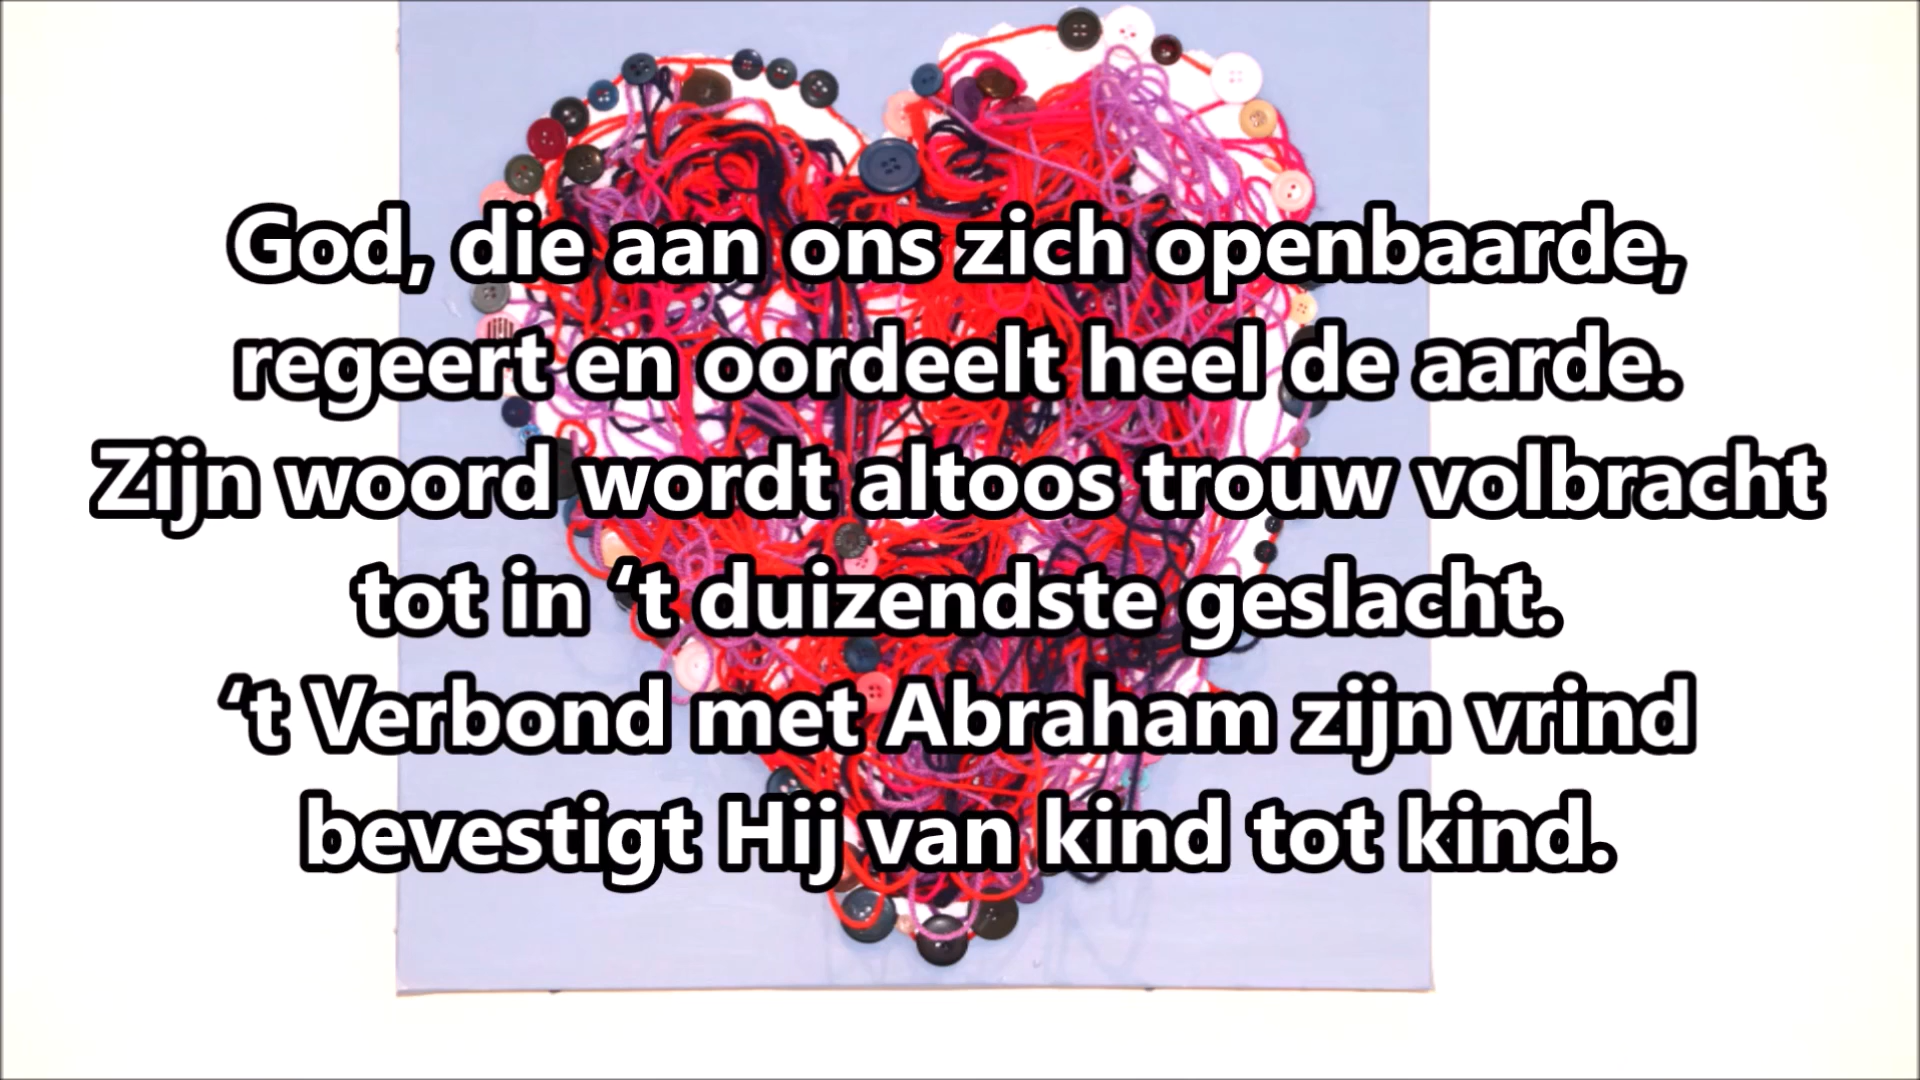 God, die aan ons zich openbaarde,
regeert en oordeelt heel de aarde.
Zijn woord wordt altoos trouw volbracht
tot in ‘t duizendste geslacht.
‘t Verbond met Abraham zijn vrind
bevestigt Hij van kind tot kind.